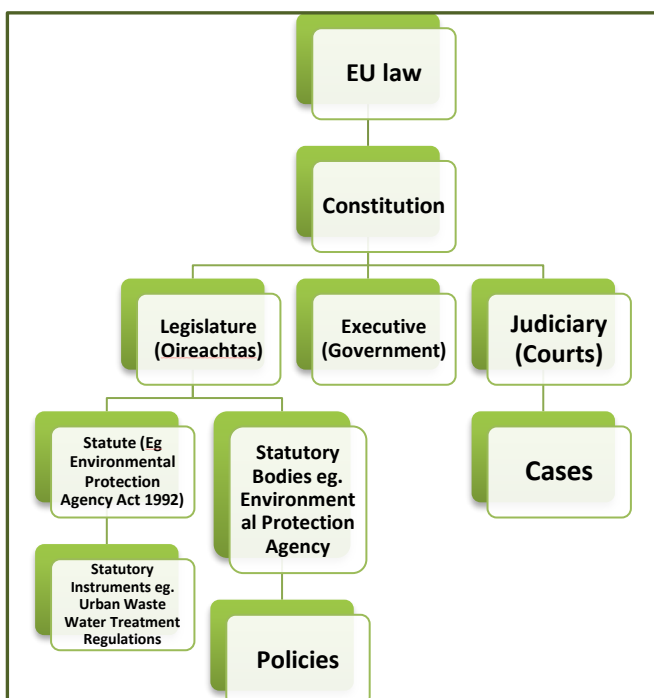 EU law
Constitution
Legislature
(Oireachtas)
Executive
(Government)
Judiciary
(Courts)
Statute (Eg
Environmental
Protection
Agency Act 1992)
Statutory
Bodies eg.
Environment
al Protection
Agency
Cases
Statutory
Instruments eg.
Urban Waste
Water Treatment
Regulations
Policies